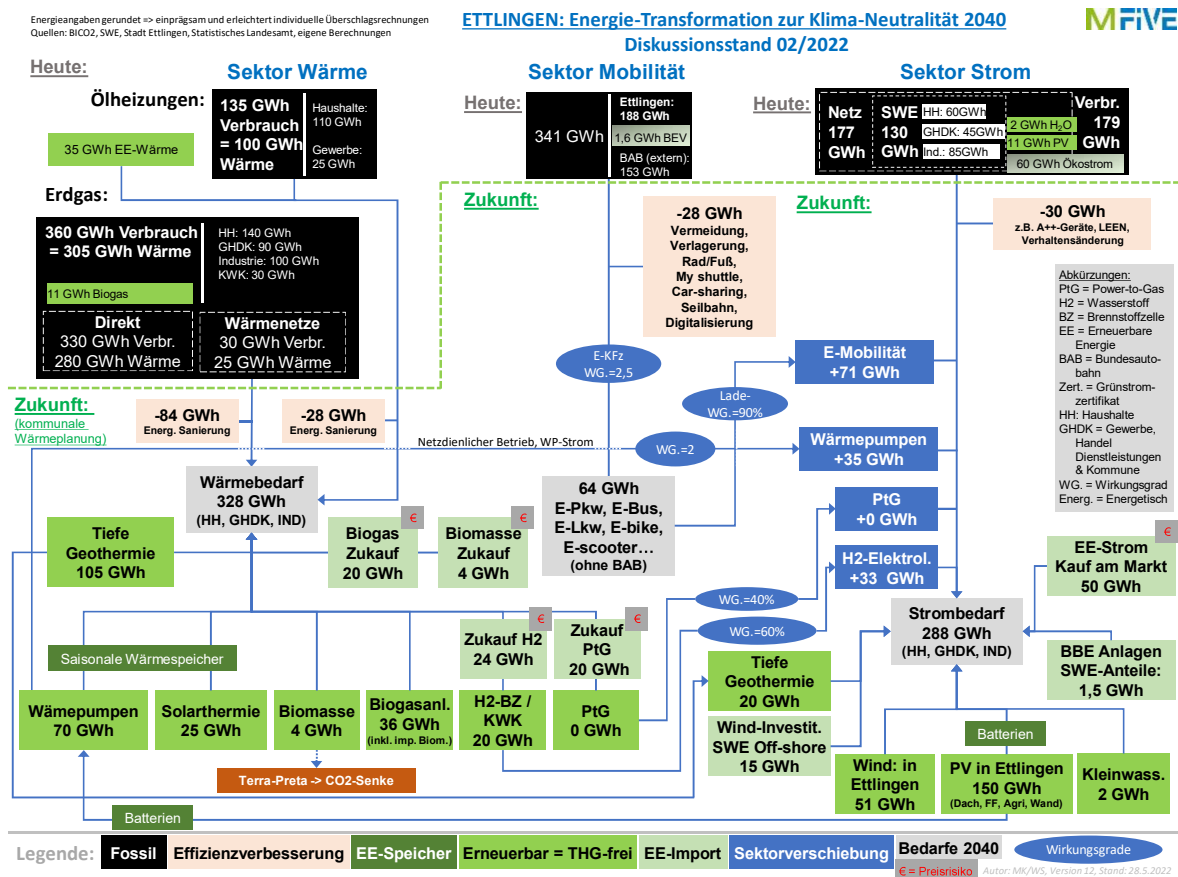 Energieangaben gerundet => einprägsam und erleichtert individuelle Überschlagsrechnungen
Quellen: BICO2, SWE, Stadt Ettlingen, Statistisches Landesamt, eigene Berechnungen
ETTLINGEN: Energie-Transformation zur Klima-Neutralität 2040
Diskussionsstand 02/2022
MFiVE
Heute:
Sektor Wärme
Ölheizungen:
135 GWh
Verbrauch
= 100 GWh
Wärme
Haushalte:
110 GWh
Gewerbe:
25 GWh
35 GWh EE-Wärme
Erdgas:
360 GWh Verbrauch
= 305 GWh Wärme
HH: 140 GWh
GHDK: 90 GWh
Industrie: 100 GWh
KWK: 30 GWh
11 GWh Biogas
Direkt
330 GWh Verbr.
280 GWh Wärme
Wärmenetze
30 GWh Verbr.
25 GWh Wärme
Sektor Mobilität
Heute:
341 GWh
Ettlingen:
188 GWh
1,6 GWh BEV
BAB (extern):
153 GWh
Sektor Strom
Heute:
Netz
177
GWh
SWE
130
GWh
HH: 60GWh
GHDK: 45GWh
Ind.: 85GWh
2 GWh H2O
11 GWh PV
60 GWh Ökostrom
Verbr.
179
GWh
Zukunft:
-28 GWh
Vermeidung,
Verlagerung,
Rad/Fuß,
My shuttle,
Car-sharing,
Seilbahn,
Digitalisierung
Zukunft:
-30 GWh
z.B. A++-Geräte, LEEN,
Verhaltensänderung
Abkürzungen:
PtG = Power-to-Gas
H2 = Wasserstoff
BZ = Brennstoffzelle
EE = Erneuerbare
Energie
BAB = Bundesauto-
bahn
Zert. = Grünstrom-
zertifikat
HH: Haushalte
GHDK = Gewerbe,
Handel
Dienstleistungen
& Kommune
WG. = Wirkungsgrad
Energ. = Energetisch
E-KFz
WG.=2,5
E-Mobilität
+71 GWh
Lade-
WG.=90%
Zukunft:
(kommunale
Wärmeplanung)
-84 GWh
Energ. Sanierung
-28 GWh
Energ. Sanierung
Netzdienlicher Betrieb, WP-Strom
WG.=2
Wärmepumpen
+35 GWh
Wärmebedarf
328 GWh
(HH, GHDK, IND)
64 GWh
E-Pkw, E-Bus,
E-Lkw, E-bike,
E-scooter…
(ohne BAB)
PtG
+0 GWh
H2-Elektrol.
+33 GWh
Tiefe
Geothermie
105 GWh
€
Biogas
Zukauf
20 GWh
€
Biomasse
Zukauf
4 GWh
€
EE-Strom
Kauf am Markt
50 GWh
WG.=40%
WG.=60%
Strombedarf
288 GWh
(HH, GHDK, IND)
€
Zukauf H2
24 GWh
€
Zukauf
PtG
20 GWh
Saisonale Wärmespeicher
Tiefe
Geothermie
20 GWh
BBE Anlagen
SWE-Anteile:
1,5 GWh
Wämepumpen
70 GWh
Solarthermie
25 GWh
Biomasse
4 GWh
Biogasanl.
36 GWh
(inkl. imp. Biom.)
H2-BZ /
KWK
20 GWh
PtG
0 GWh
Wind-Investit.
SWE Off-shore
15 GWh
Batterien
Wind: in
Ettlingen
51 GWh
PV in Ettlingen
150 GWh
(Dach, FF, Agri, Wand)
Kleinwass.
2 GWh
Terra-Preta -> CO2-Senke
Batterien
Legende:
Fossil
Effizienzverbesserung
EE-Speicher
Erneuerbar = THG-frei
EE-Import
Sektorverschiebung
Bedarfe 2040
€ = Preisrisiko
Wirkungsgrade
Autor: MK/WS, Version 12, Stand: 28.5.2022